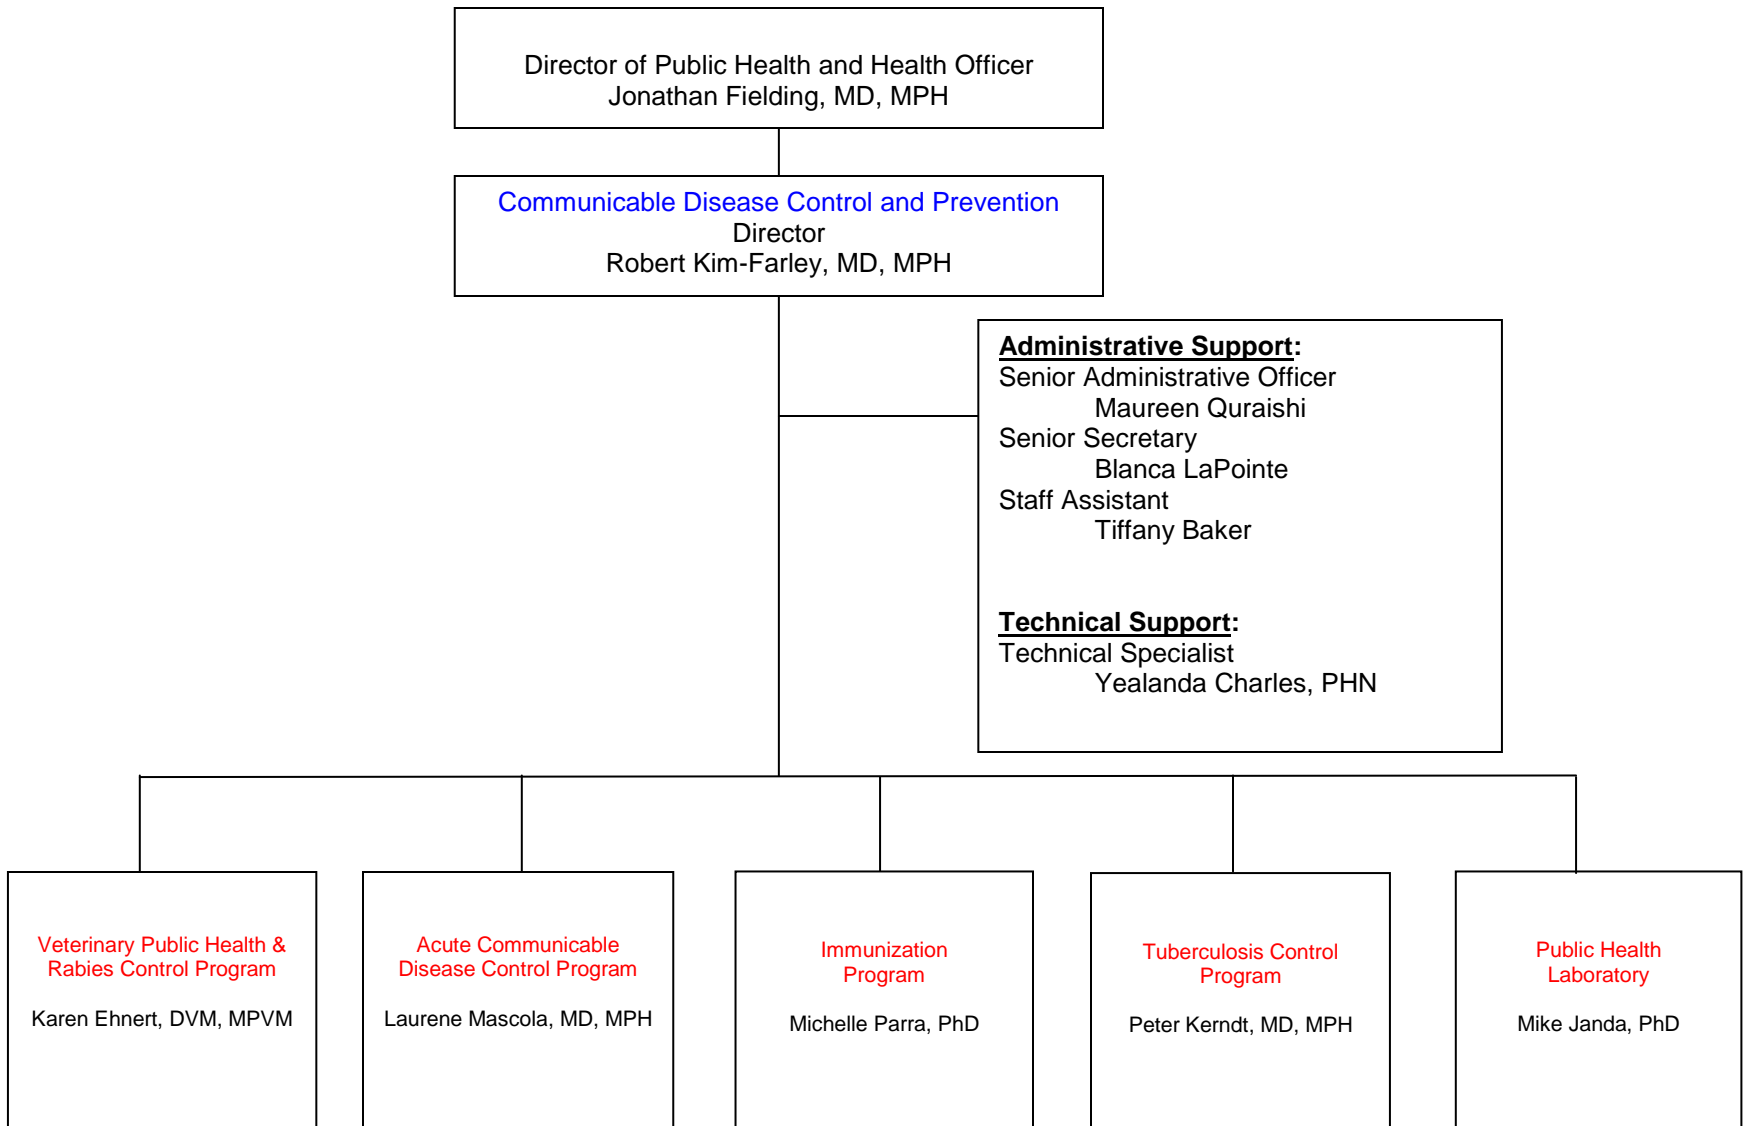 Director of Public Health and Health Officer
Jonathan Fielding, MD, MPH
Communicable Disease Control and Prevention
Director
Robert Kim-Farley, MD, MPH
Administrative Support:
Senior Administrative Officer
Maureen Quraishi
Senior Secretary
Blanca LaPointe
Staff Assistant
Tiffany Baker
Technical Support:
Technical Specialist
Yealanda Charles, PHN
Veterinary Public Health &
Rabies Control Program
Karen Ehnert, DVM, MPVM
Acute Communicable
Disease Control Program
Laurene Mascola, MD, MPH
Immunization
Program
Michelle Parra, PhD
Tuberculosis Control
Program
Peter Kerndt, MD, MPH
Public Health
Laboratory
Mike Janda, PhD